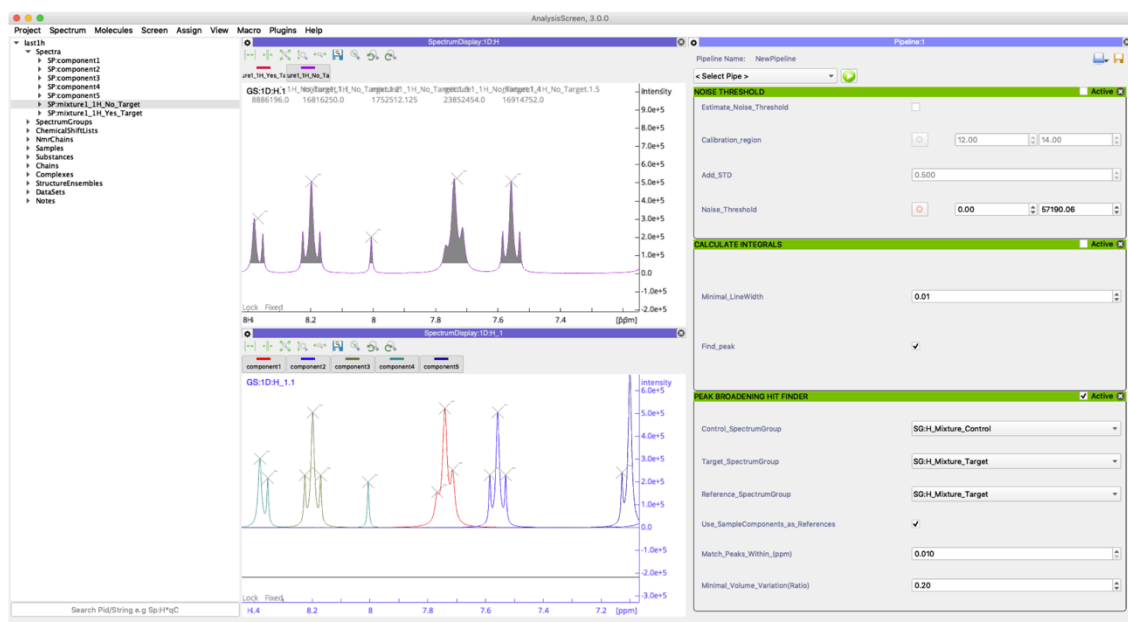 AnalysisScreen, 3.0.0
Project Spectrum Molecules Screen Assign View Macro Plugins Help
last1h
Spectra
SP:component1
SP:component2
SP:component3
SP:component4
SP:component5
SP:mixture1_1H_No_Target
SP:mixture1_1H_Yes_Target
SpectrumGroups
ChemicalShiftLists
NmrChains
Samples
Substances
Chains
Complexes
StructureEnsembles
DataSets
Notes
Search Pid/String e.g Sp:H*qC
SpectrumDisplay:1D:H
ure1_1H_Yes_Ta ure1_1H_No_Ta
GS:1D:H.1
8886196.0 16816250.0 1752512.125 23852454.0 16914752.0
intensity
9.0e+5
8.0e+5
7.0e+5
6.0e+5
5.0e+5
4.0e+5
3.0e+5
2.0e+5
1.0e+5
0.0
-1.0e+5
-2.0e+5
Lock Fixed
8.2 8 7.8 7.6 7.4 [ppm]
SpectrumDisplay:1D:H_1
component1 component2 component3 component4 component5
GS:1D:H_1.1
intensity
6.0e+5
5.0e+5
4.0e+5
3.0e+5
2.0e+5
1.0e+5
0.0
-1.0e+5
-2.0e+5
-3.0e+5
Lock Fixed
8.2 8 7.8 7.6 7.4 7.2 [ppm]
Pipeline:1
Pipeline Name: NewPipeline
< Select Pipe >
NOISE THRESHOLD Active
Estimate_Noise_Threshold
Calibration_region 12.00 14.00
Add_STD 0.500
Noise_Threshold 0.00 57190.06
CALCULATE INTEGRALS Active
Minimal_LineWidth 0.01
Find_peak
PEAK BROADENING HIT FINDER Active
Control_SpectrumGroup SG:H_Mixture_Control
Target_SpectrumGroup SG:H_Mixture_Target
Reference_SpectrumGroup SG:H_Mixture_Target
Use_SampleComponents_as_References
Match_Peaks_Within_(ppm) 0.010
Minimal_Volume_Variation(Ratio) 0.20